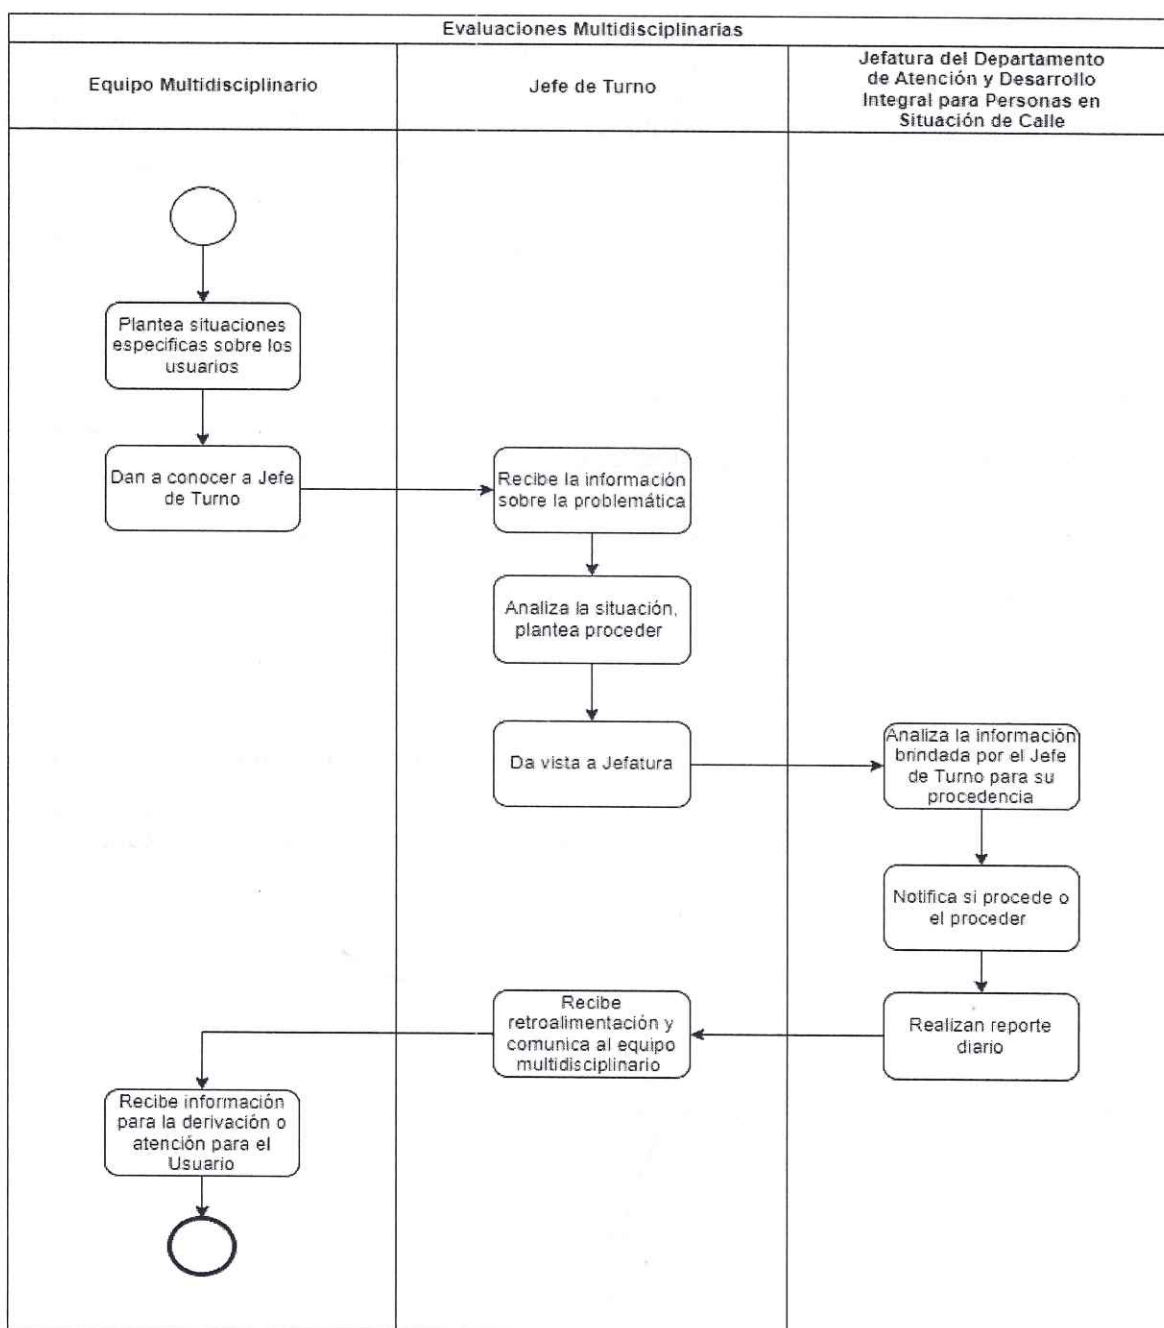 Evaluaciones Multidisciplinarias
Equipo Multidisciplinario
Jefe de Turno
Jefatura del Departamento
de Atención y Desarrollo
Integral para Personas en
Situación de Calle
Plantea situaciones
especificas sobre los
usuarios
Dan a conocer a Jefe
de Turno
Recibe la información
sobre la problemática
Analiza la situación,
plantea proceder
Da vista a Jefatura
Analiza la información
brindada por el Jefe
de Turno para su
procedencia
Notifica si procede o
el proceder
Realizan reporte
diario
Recibe
retroalimentación y
comunica al equipo
multidisciplinario
Recibe información
para la derivación o
atención para el
Usuario